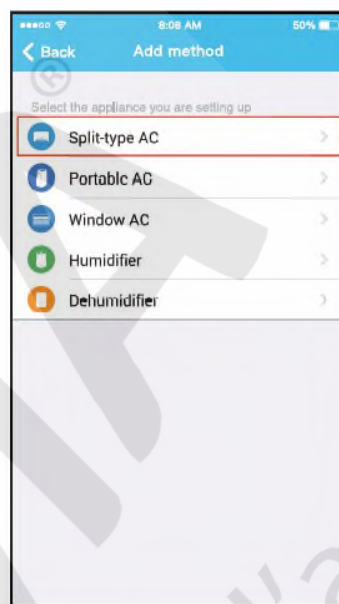 8:08 AM
50%
Back
Add method
Select the appliance you are setting up
Split-type AC
Portable AC
Window AC
Humidifier
Dehumidifier